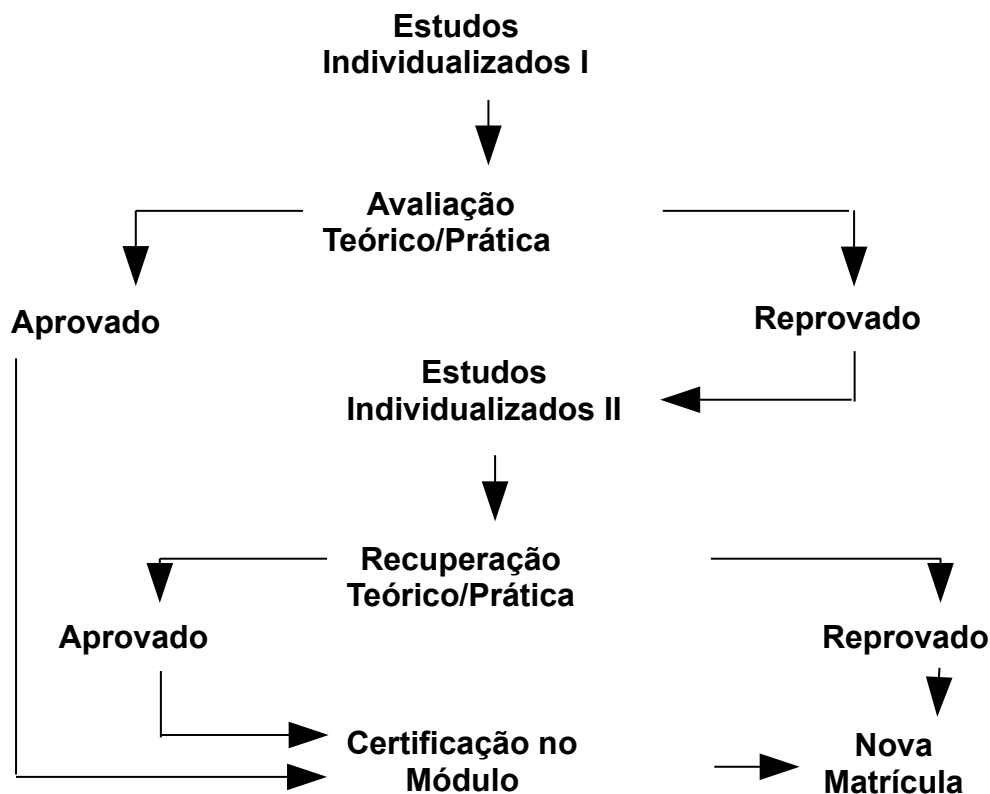 Estudos
Individualizados I
Avaliação
Teórico/Prática
Aprovado
Reprovado
Estudos
Individualizados II
Recuperação
Teórico/Prática
Aprovado
Reprovado
Certificação no
Módulo
Nova
Matrícula